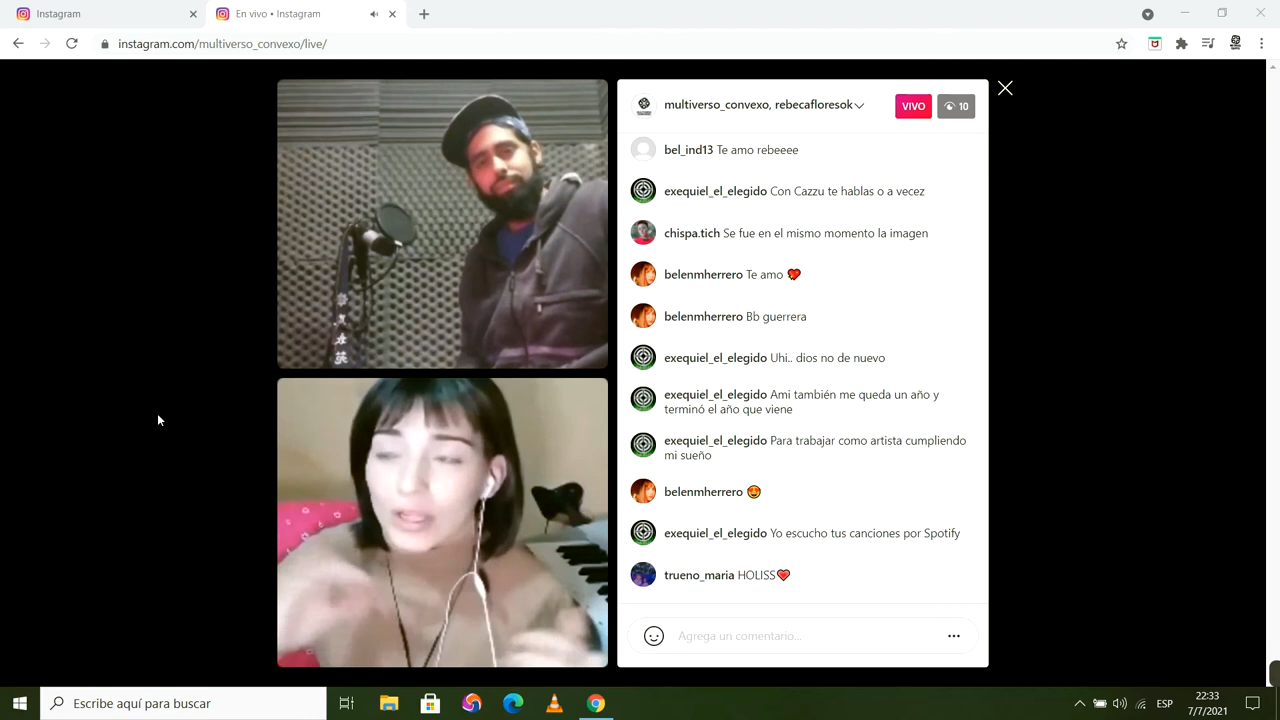 Instagram
En vivo • Instagram
instagram.com/multiverso_convexo/live/
multiverso_convexo, rebecafloresok
VIVO
10
bel_ind13 Te amo rebeeee
exequiel_el_elegido Con Cazzu te hablas o a vecez
chispa.tich Se fue en el mismo momento la imagen
belenmherrero Te amo 💘
belenmherrero Bb guerrera
exequiel_el_elegido Uhi.. dios no de nuevo
exequiel_el_elegido Ami también me queda un año y
terminó el año que viene
exequiel_el_elegido Para trabajar como artista cumpliendo
mi sueño
belenmherrero 😍
exequiel_el_elegido Yo escucho tus canciones por Spotify
trueno_maria HOLISS❤️
Agrega un comentario...
Escribe aquí para buscar
ESP
22:33
7/7/2021